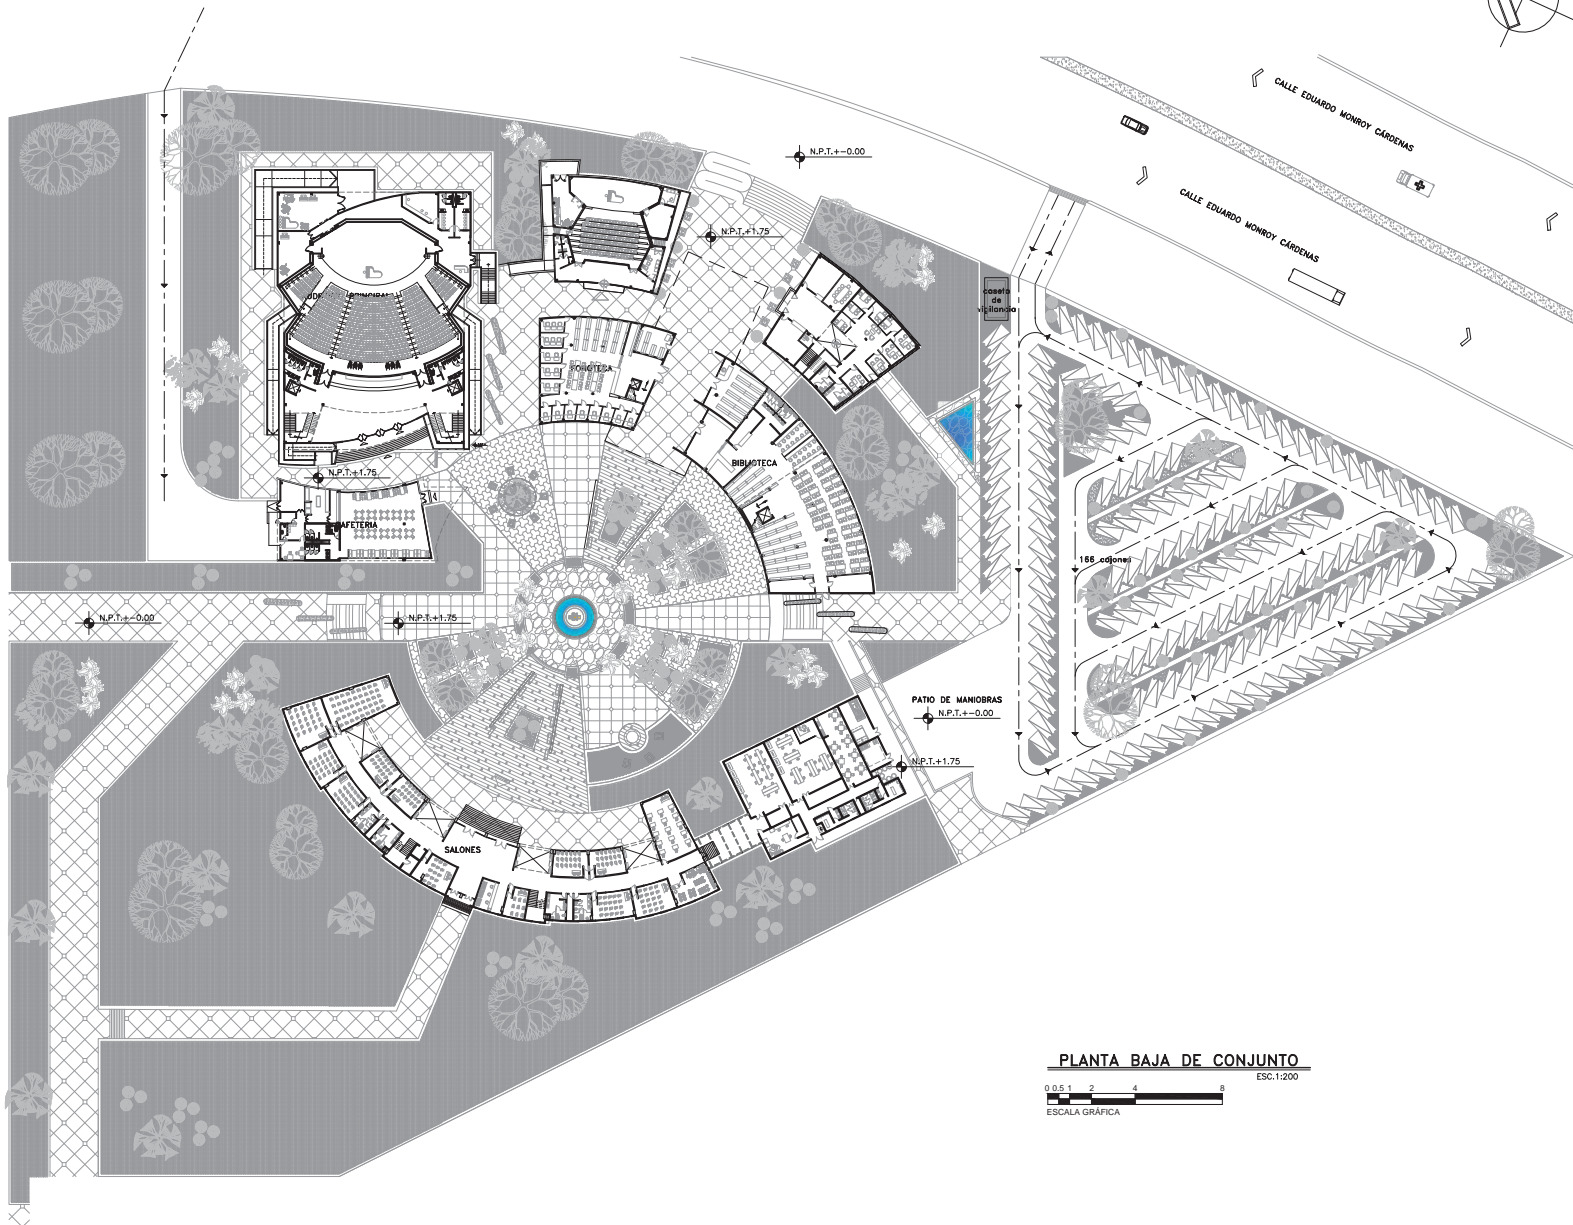 CALLE EDUARDO MONROY CÁRDENAS
CALLE EDUARDO MONROY CÁRDENAS
N.P.T.+-0.00
N.P.T.+1.75
caseta
de
vigilancia
FONOTECA
BIBLIOTECA
N.P.T.+1.75
CAFETERIA
166 cajones
N.P.T.+-0.00
N.P.T.+1.75
PATIO DE MANIOBRAS
N.P.T.+-0.00
N.P.T.+1.75
SALONES
PLANTA BAJA DE CONJUNTO
ESC.1:200
0 0.5 1 2 4 8
ESCALA GRÁFICA